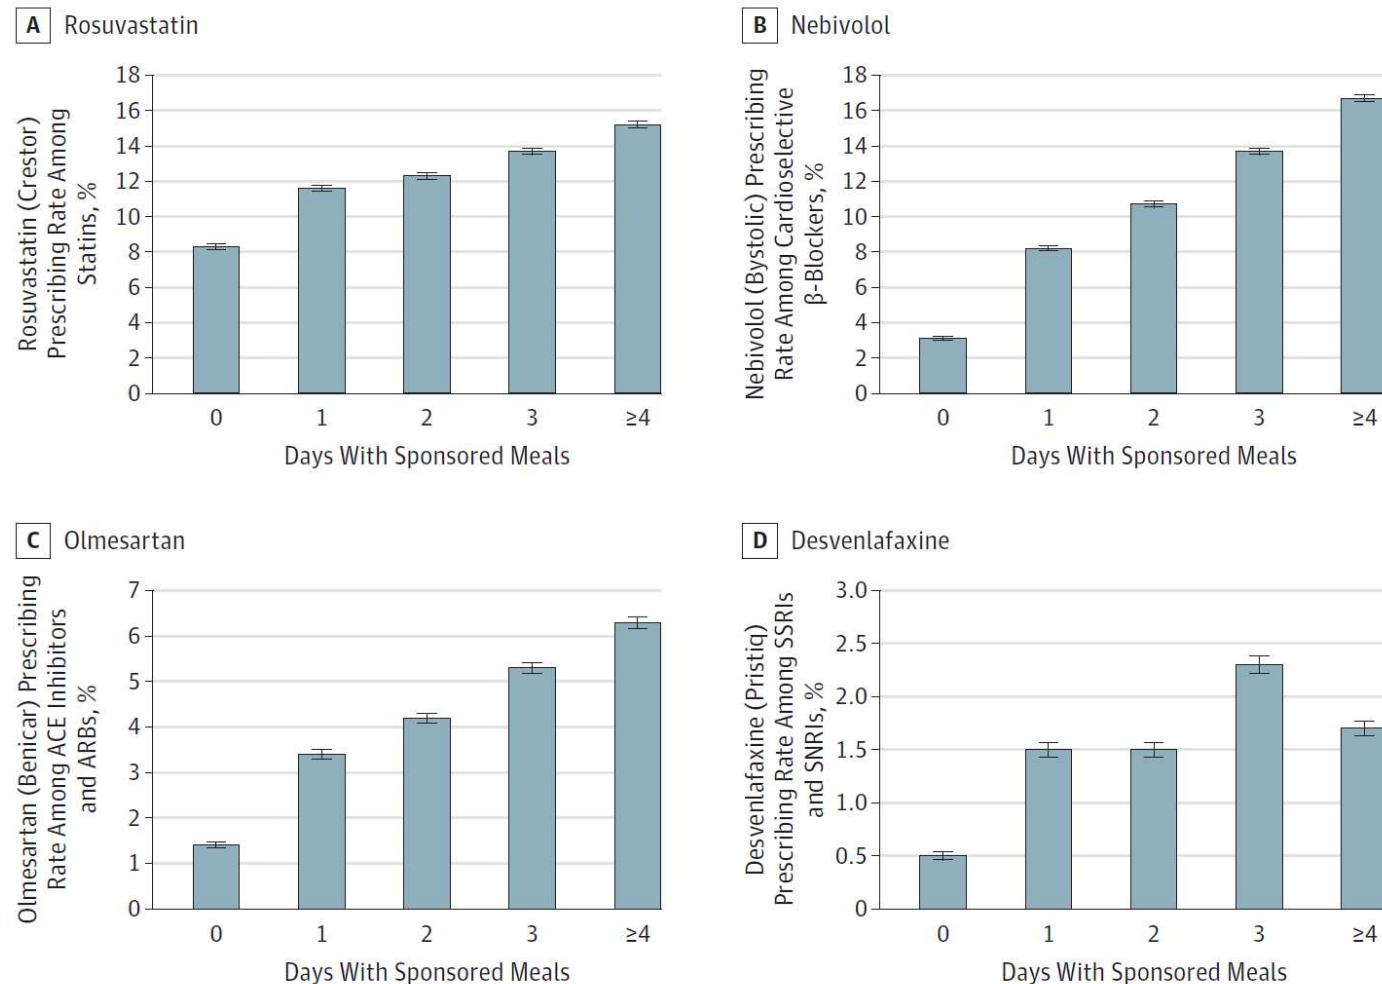 A Rosuvastatin
Rosuvastatin (Crestor)
Prescribing Rate Among
Statins, %
18
16
14
12
10
8
6
4
2
0
0 1 2 3 ≥4
Days With Sponsored Meals
B Nebivolol
Nebivolol (Bystolic) Prescribing
Rate Among Cardioselective
β-Blockers, %
18
16
14
12
10
8
6
4
2
0
0 1 2 3 ≥4
Days With Sponsored Meals
C Olmesartan
Olmesartan (Benicar) Prescribing
Rate Among ACE Inhibitors
and ARBs, %
7
6
5
4
3
2
1
0
0 1 2 3 ≥4
Days With Sponsored Meals
D Desvenlafaxine
Desvenlafaxine (Pristiq)
Prescribing Rate Among SSRIs
and SNRIs, %
3.0
2.5
2.0
1.5
1.0
0.5
0
0 1 2 3 ≥4
Days With Sponsored Meals